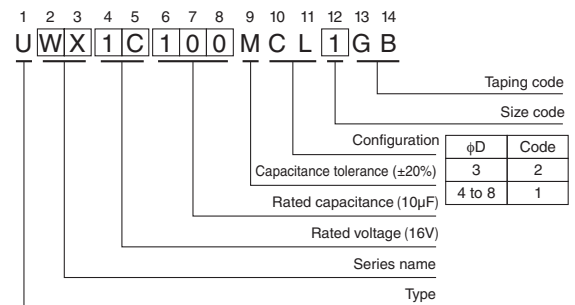 1 2 3 4 5 6 7 8 9 10 11 12 13 14
U W X 1 C 1 0 0 M C L 1 G B
Taping code
Size code
Configuration
Capacitance tolerance (±20%)
Rated capacitance (10µF)
Rated voltage (16V)
Series name
Type
ϕD Code
3 2
4 to 8 1